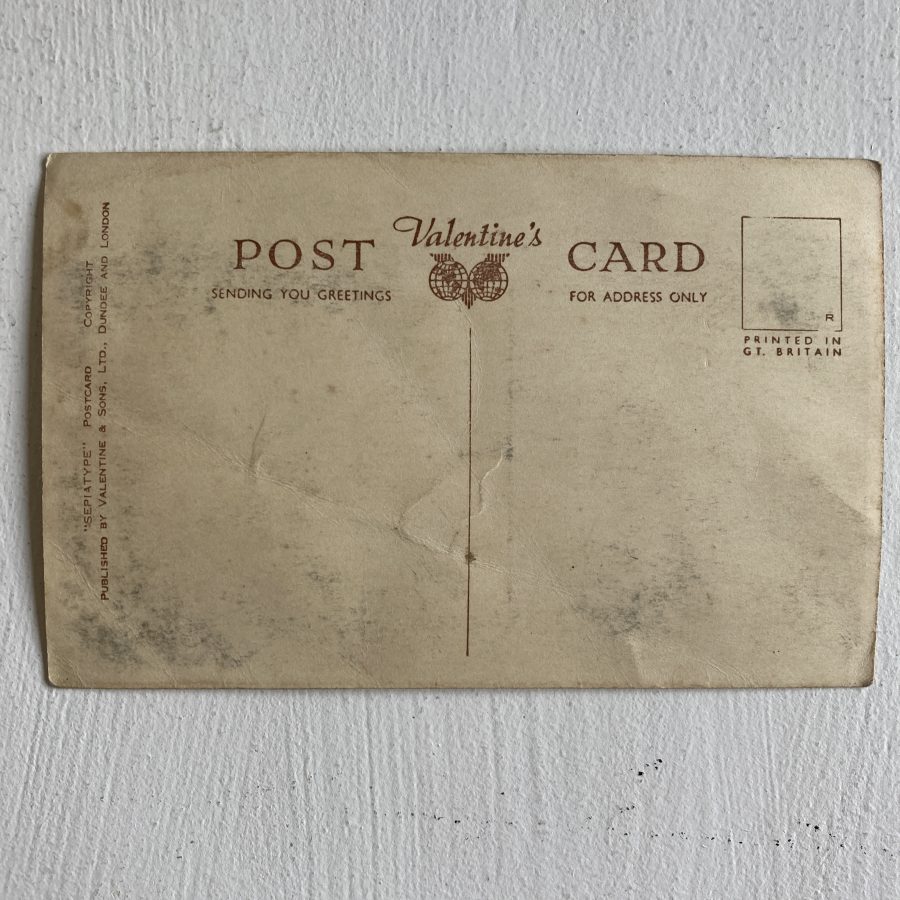 "SEPIATYPE" POSTCARD COPYRIGHT
PUBLISHED BY VALENTINE & SONS, LTD., DUNDEE AND LONDON
POST Valentine's CARD
SENDING YOU GREETINGS FOR ADDRESS ONLY
R
PRINTED IN
GT. BRITAIN